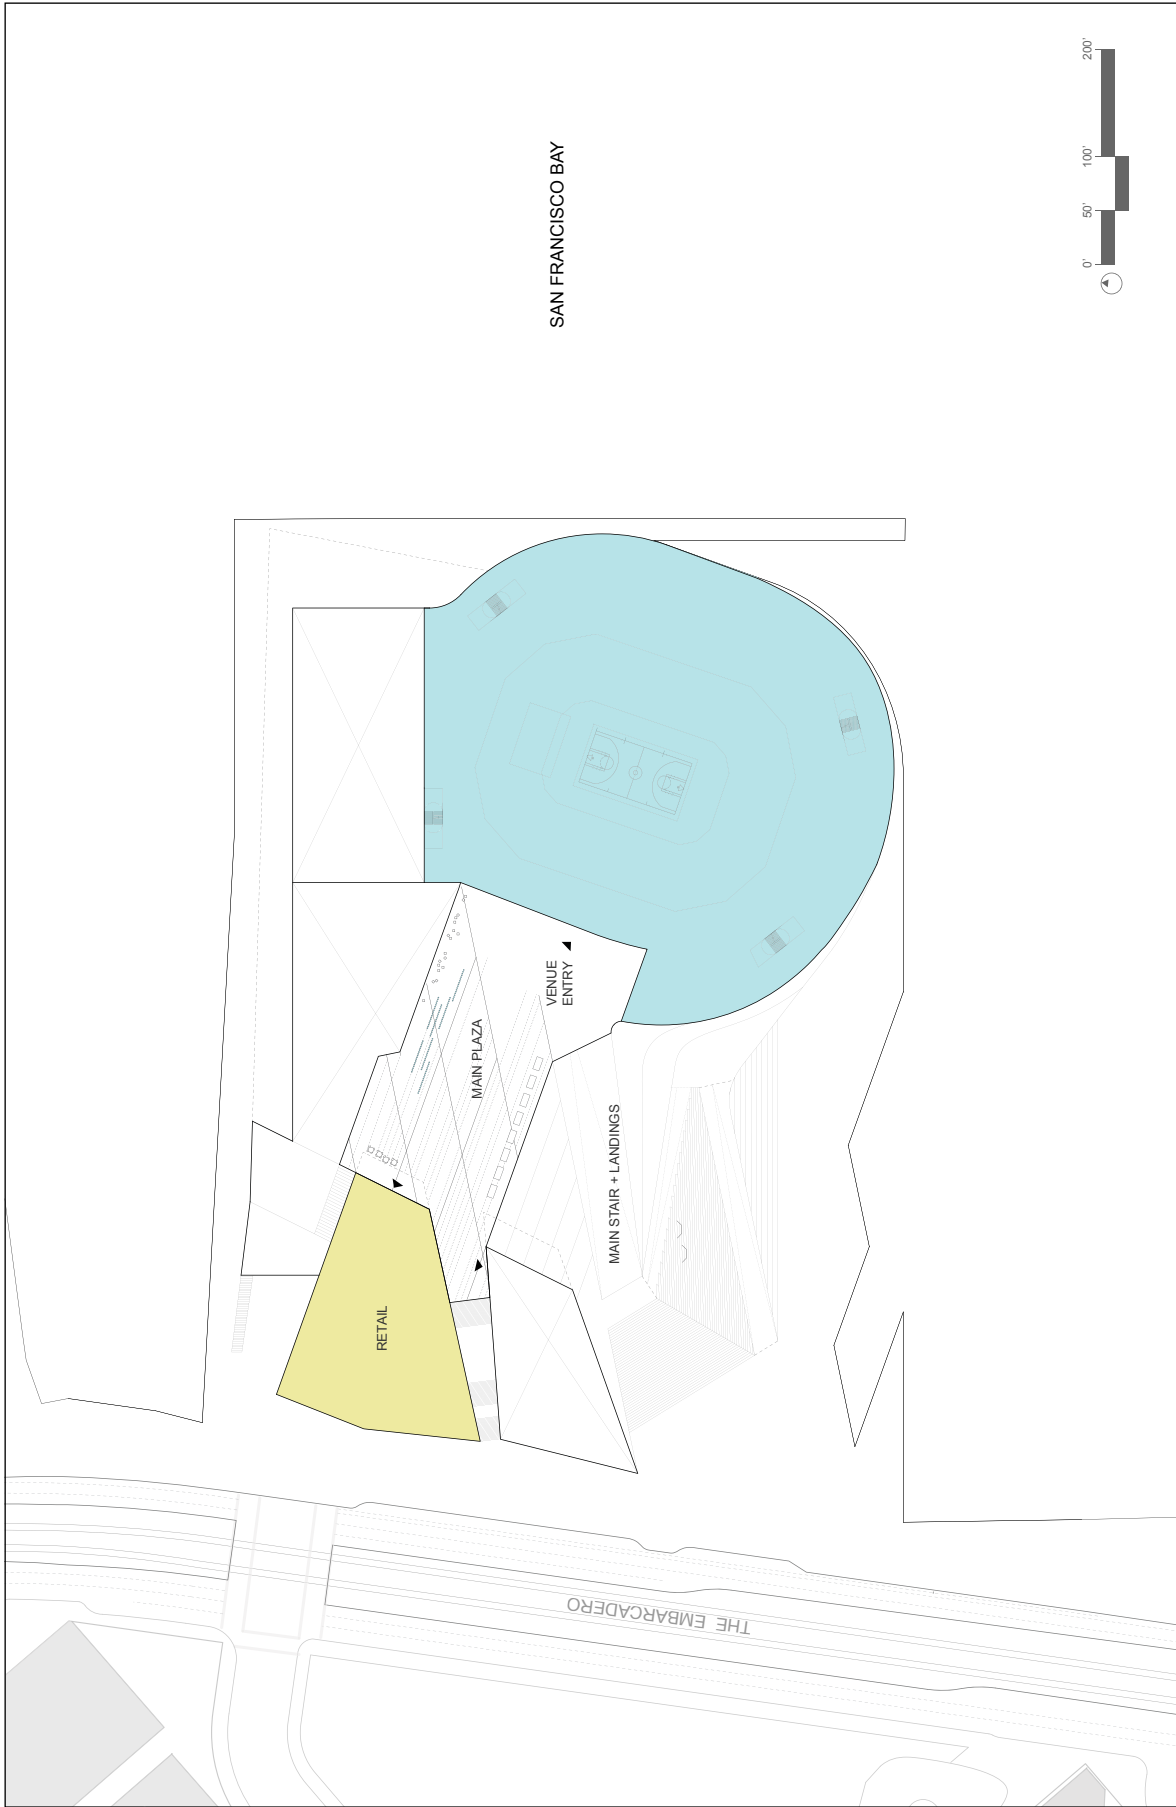 SAN FRANCISCO BAY
0'
50'
100'
200'
VENUE
ENTRY
MAIN PLAZA
MAIN STAIR + LANDINGS
RETAIL
THE EMBARCADERO